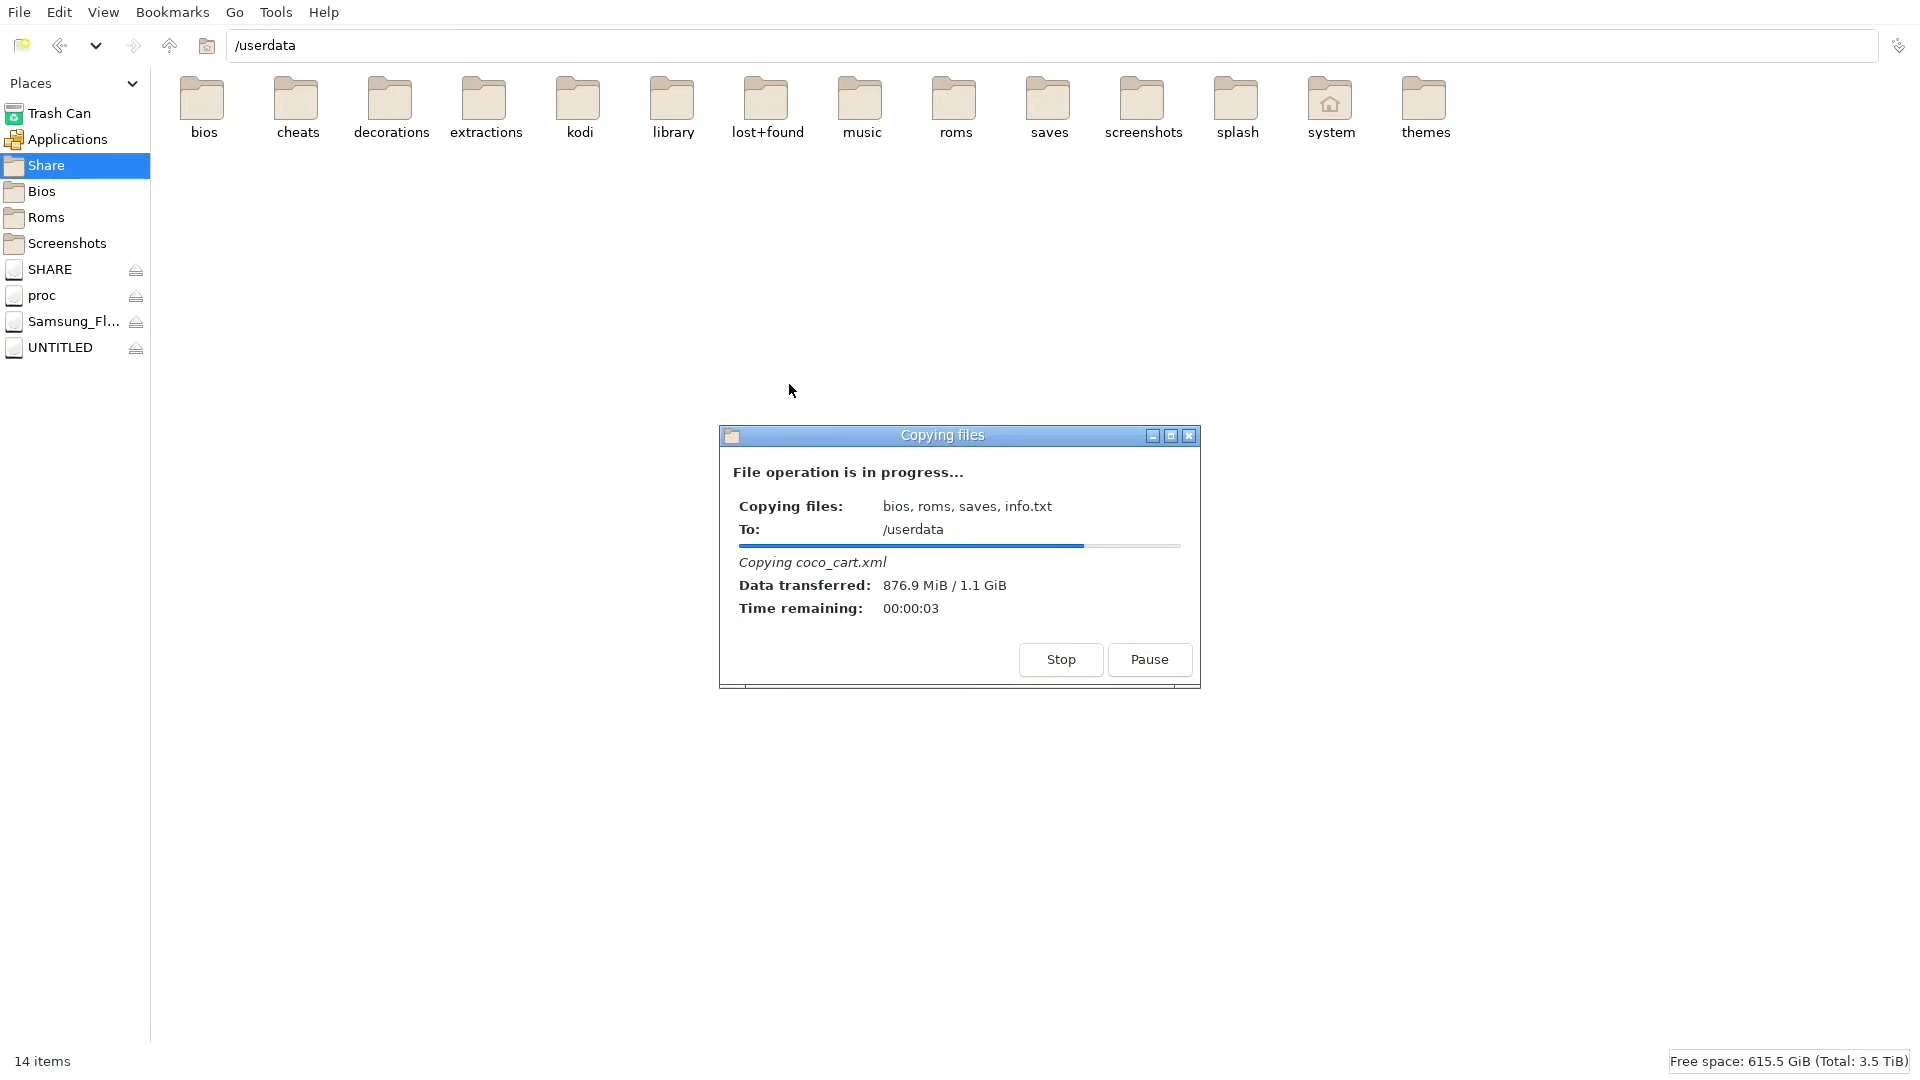 File Edit View Bookmarks Go Tools Help
/userdata
Places
Trash Can
Applications
Share
Bios
Roms
Screenshots
SHARE
proc
Samsung_Fl...
UNTITLED
bios cheats decorations extractions kodi library lost+found music roms saves screenshots splash system themes
Copying files
File operation is in progress...
Copying files: bios, roms, saves, info.txt
To: /userdata
Copying coco_cart.xml
Data transferred: 876.9 MiB / 1.1 GiB
Time remaining: 00:00:03
Stop Pause
14 items Free space: 615.5 GiB (Total: 3.5 TiB)